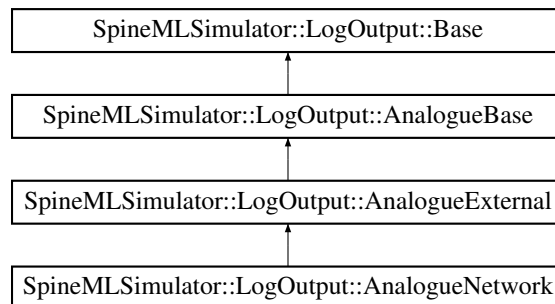 SpineMLSimulator::LogOutput::Base
SpineMLSimulator::LogOutput::AnalogueBase
SpineMLSimulator::LogOutput::AnalogueExternal
SpineMLSimulator::LogOutput::AnalogueNetwork